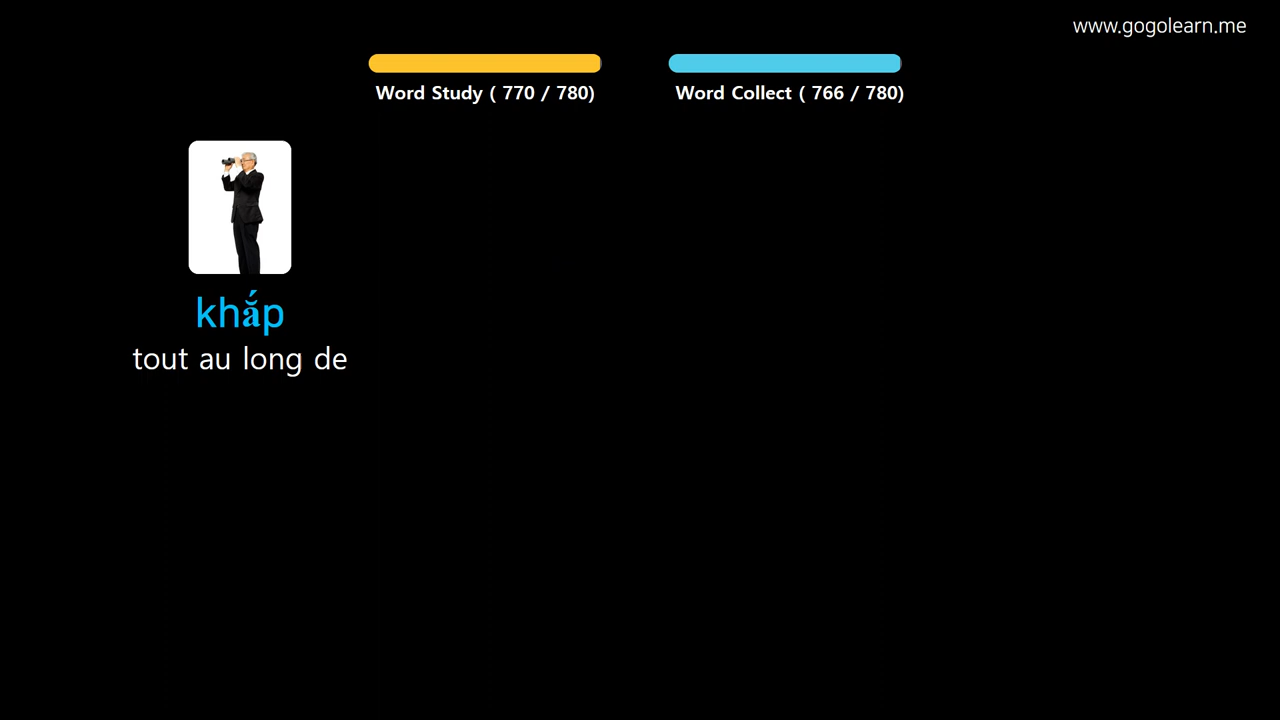 www.gogolearn.me
Word Study ( 770 / 780)
Word Collect ( 766 / 780)
khắp
tout au long de